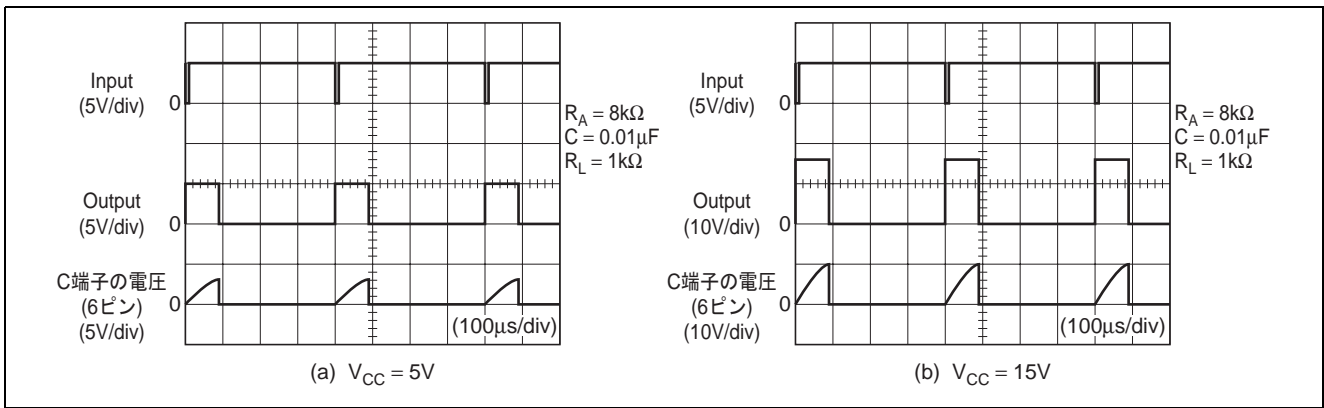 Input
(5V/div)
0
Output
(5V/div)
0
C端子の電圧
(6ピン)
(5V/div)
0
R_A = 8kΩ
C = 0.01μF
R_L = 1kΩ
(100μs/div)
(a) V_CC = 5V
Input
(5V/div)
0
Output
(10V/div)
0
C端子の電圧
(6ピン)
(10V/div)
0
R_A = 8kΩ
C = 0.01μF
R_L = 1kΩ
(100μs/div)
(b) V_CC = 15V